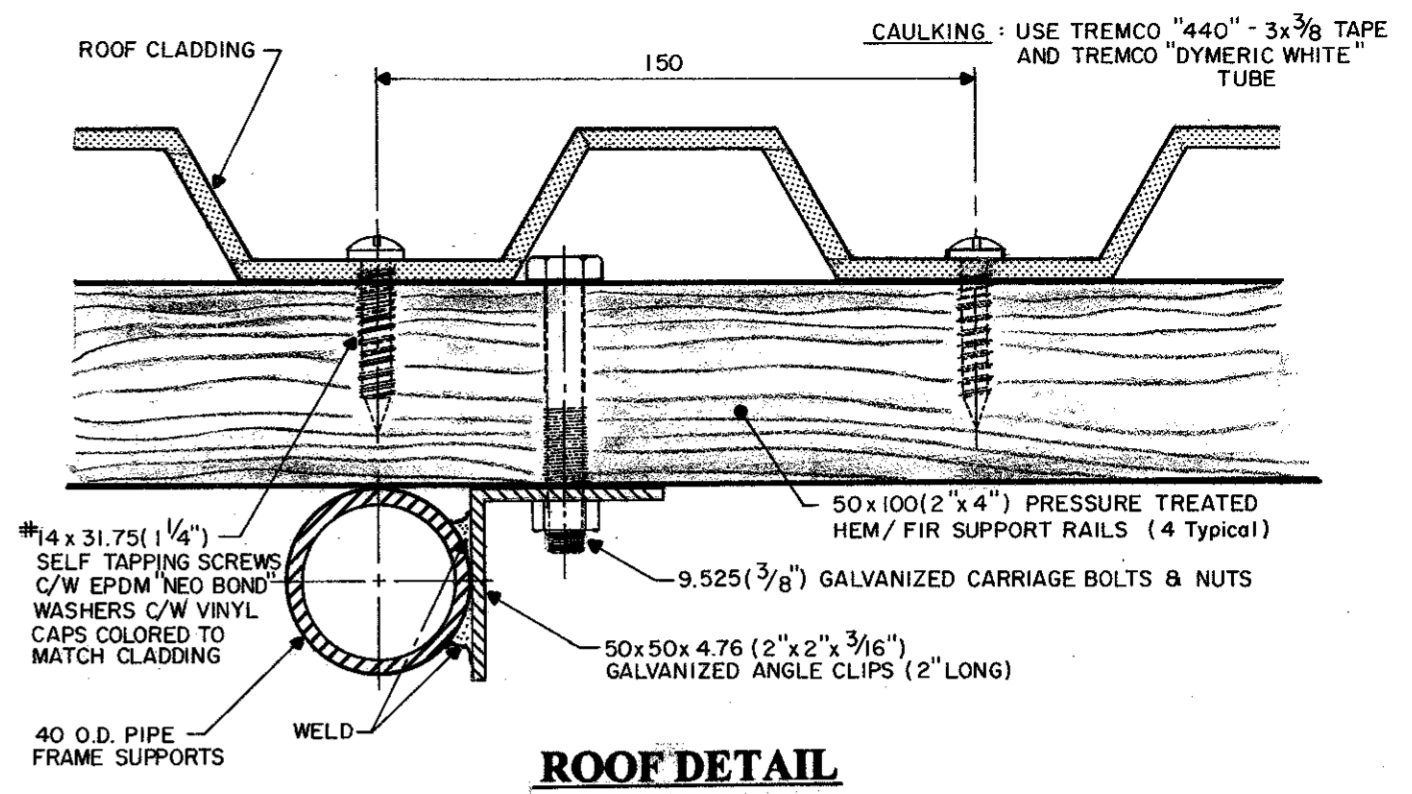 ROOF CLADDING
CAULKING : USE TREMCO "440" - 3x3/8 TAPE
AND TREMCO "DYMERIC WHITE"
TUBE
150
#14 x 31.75(1 1/4")
SELF TAPPING SCREWS
C/W EPDM "NEO BOND"
WASHERS C/W VINYL
CAPS COLORED TO
MATCH CLADDING
50x100(2"x4") PRESSURE TREATED
HEM/FIR SUPPORT RAILS (4 Typical)
9.525(3/8") GALVANIZED CARRIAGE BOLTS & NUTS
50x50x4.76 (2"x2"x3/16")
GALVANIZED ANGLE CLIPS (2" LONG)
40 O.D. PIPE
FRAME SUPPORTS
WELD
ROOF DETAIL